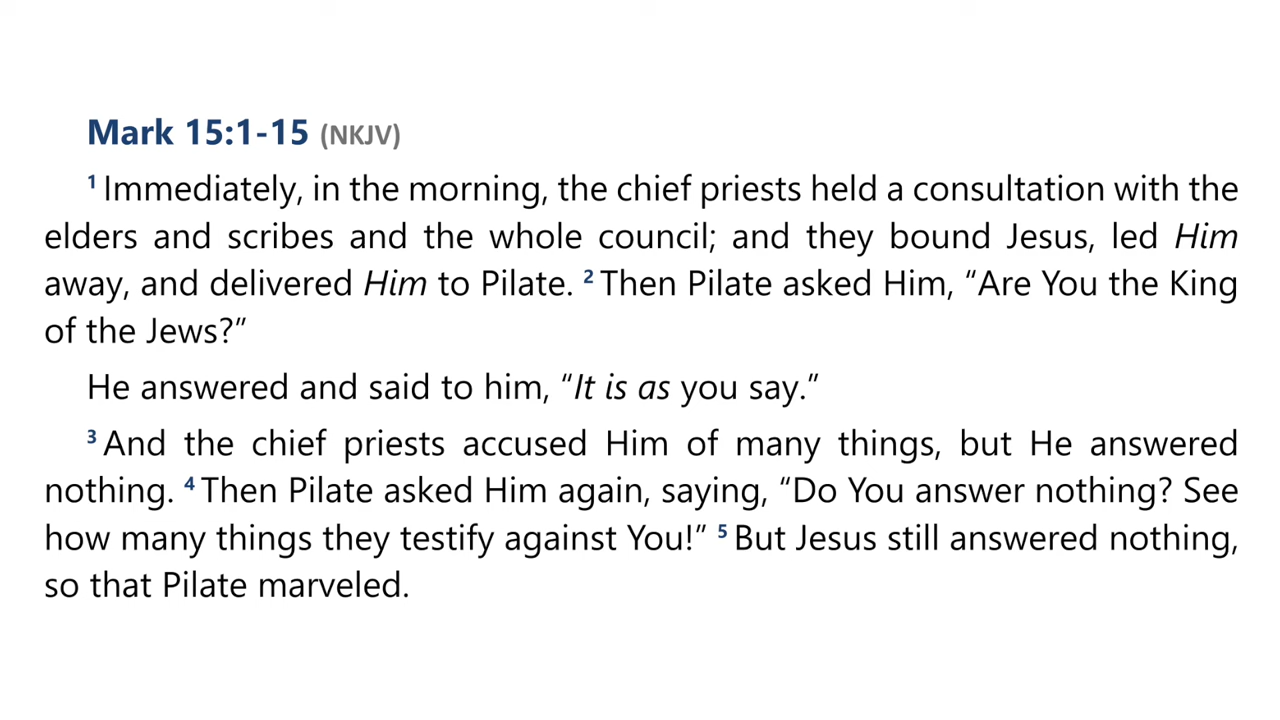 Mark 15:1-15 (NKJV)
1 Immediately, in the morning, the chief priests held a consultation with the
elders and scribes and the whole council; and they bound Jesus, led Him
away, and delivered Him to Pilate. 2 Then Pilate asked Him, “Are You the King
of the Jews?”
He answered and said to him, “It is as you say.”
3 And the chief priests accused Him of many things, but He answered
nothing. 4 Then Pilate asked Him again, saying, “Do You answer nothing? See
how many things they testify against You!” 5 But Jesus still answered nothing,
so that Pilate marveled.